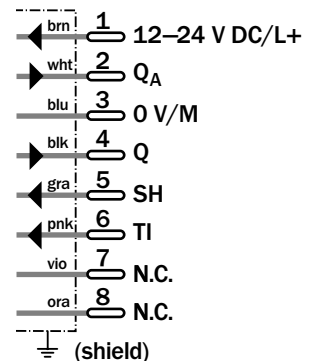 brn 1 12–24 V DC/L+
wht 2 QA
blu 3 0 V/M
blk 4 Q
gra 5 SH
pnk 6 TI
vio 7 N.C.
ora 8 N.C.
(shield)